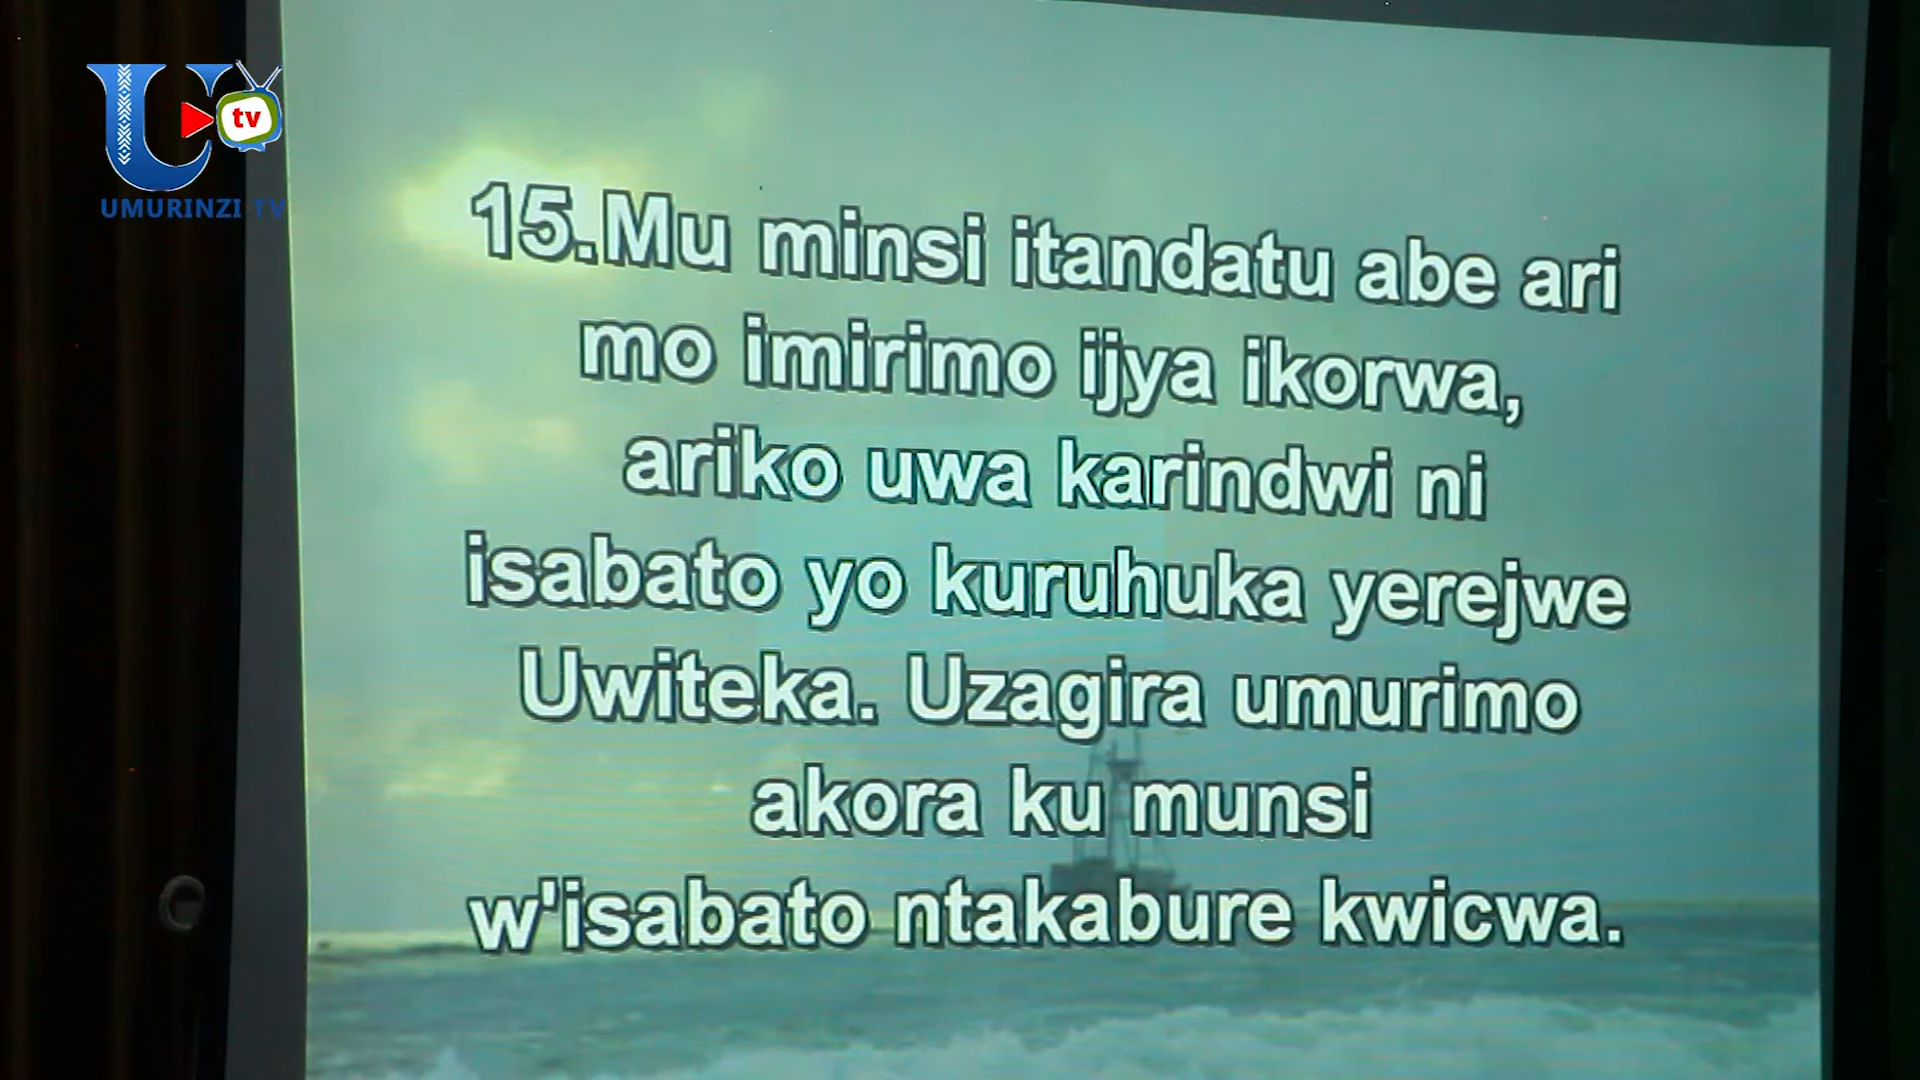 tv
UMURINZI TV
15.Mu minsi itandatu abe ari
mo imirimo ijya ikorwa,
ariko uwa karindwi ni
isabato yo kuruhuka yerejwe
Uwiteka. Uzagira umurimo
akora ku munsi
w'isabato ntakabure kwicwa.